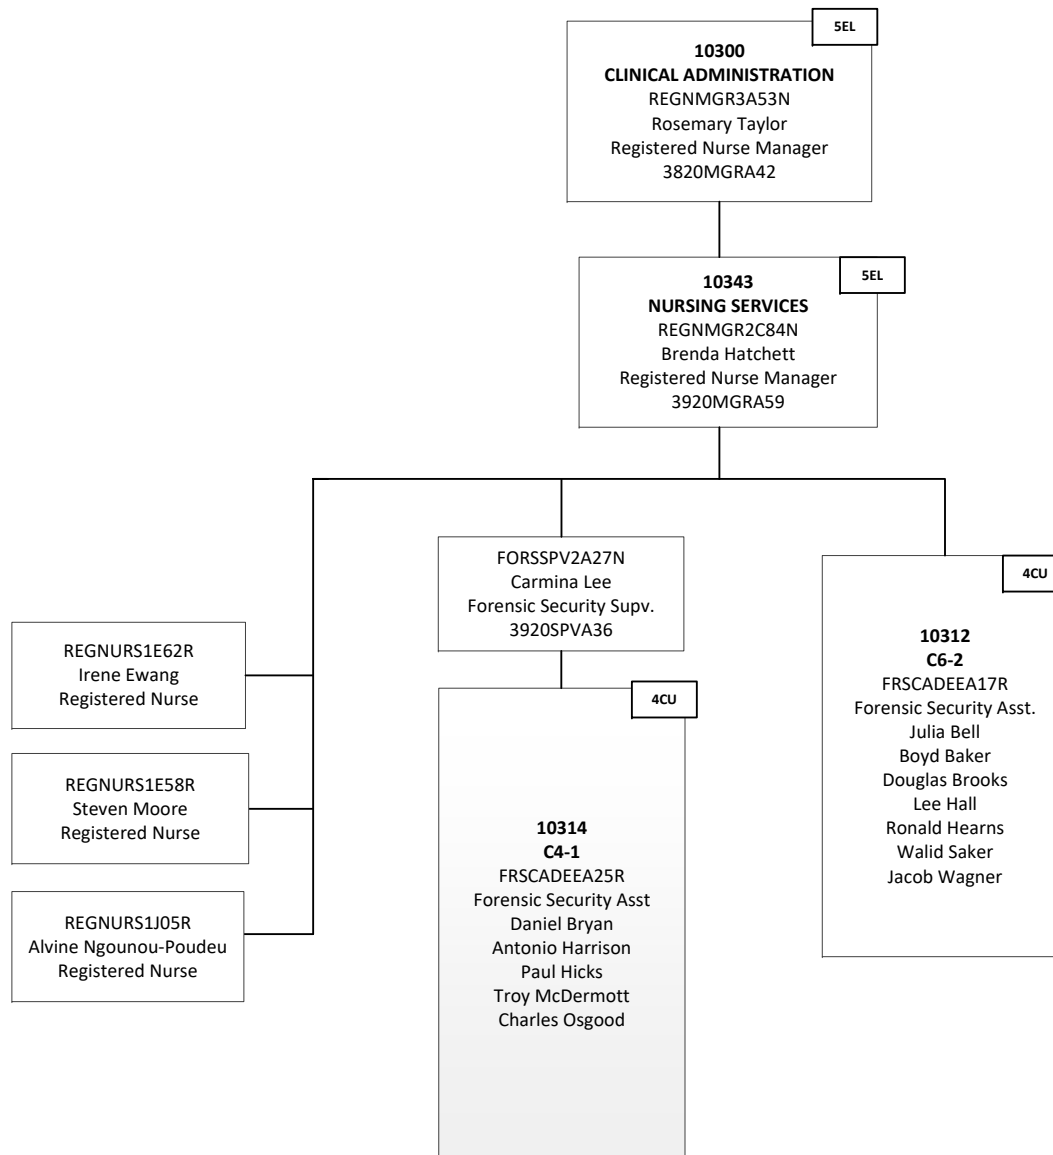 5EL
10300
CLINICAL ADMINISTRATION
REGNMGR3A53N
Rosemary Taylor
Registered Nurse Manager
3820MGRA42
5EL
10343
NURSING SERVICES
REGNMGR2C84N
Brenda Hatchett
Registered Nurse Manager
3920MGRA59
REGNURS1E62R
Irene Ewang
Registered Nurse
REGNURS1E58R
Steven Moore
Registered Nurse
REGNURS1J05R
Alvine Ngounou-Poudeu
Registered Nurse
FORSSPV2A27N
Carmina Lee
Forensic Security Supv.
3920SPVA36
4CU
10314
C4-1
FRSCADEEA25R
Forensic Security Asst
Daniel Bryan
Antonio Harrison
Paul Hicks
Troy McDermott
Charles Osgood
4CU
10312
C6-2
FRSCADEEA17R
Forensic Security Asst.
Julia Bell
Boyd Baker
Douglas Brooks
Lee Hall
Ronald Hearns
Walid Saker
Jacob Wagner